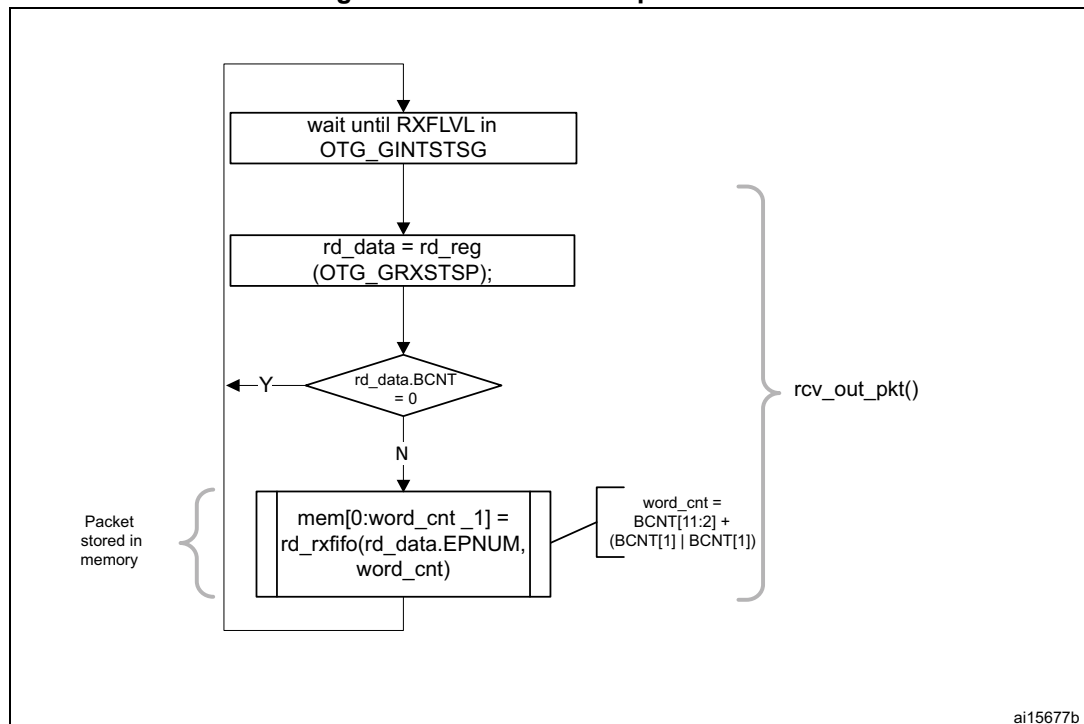 wait until RXFLVL in
OTG_GINTSTSG
rd_data = rd_reg
(OTG_GRXSTSP);
rd_data.BCNT
= 0
Y
rcv_out_pkt()
N
Packet
stored in
memory
mem[0:word_cnt _1] =
rd_rxfifo(rd_data.EPNUM,
word_cnt)
word_cnt =
BCNT[11:2] +
(BCNT[1] | BCNT[1])
ai15677b